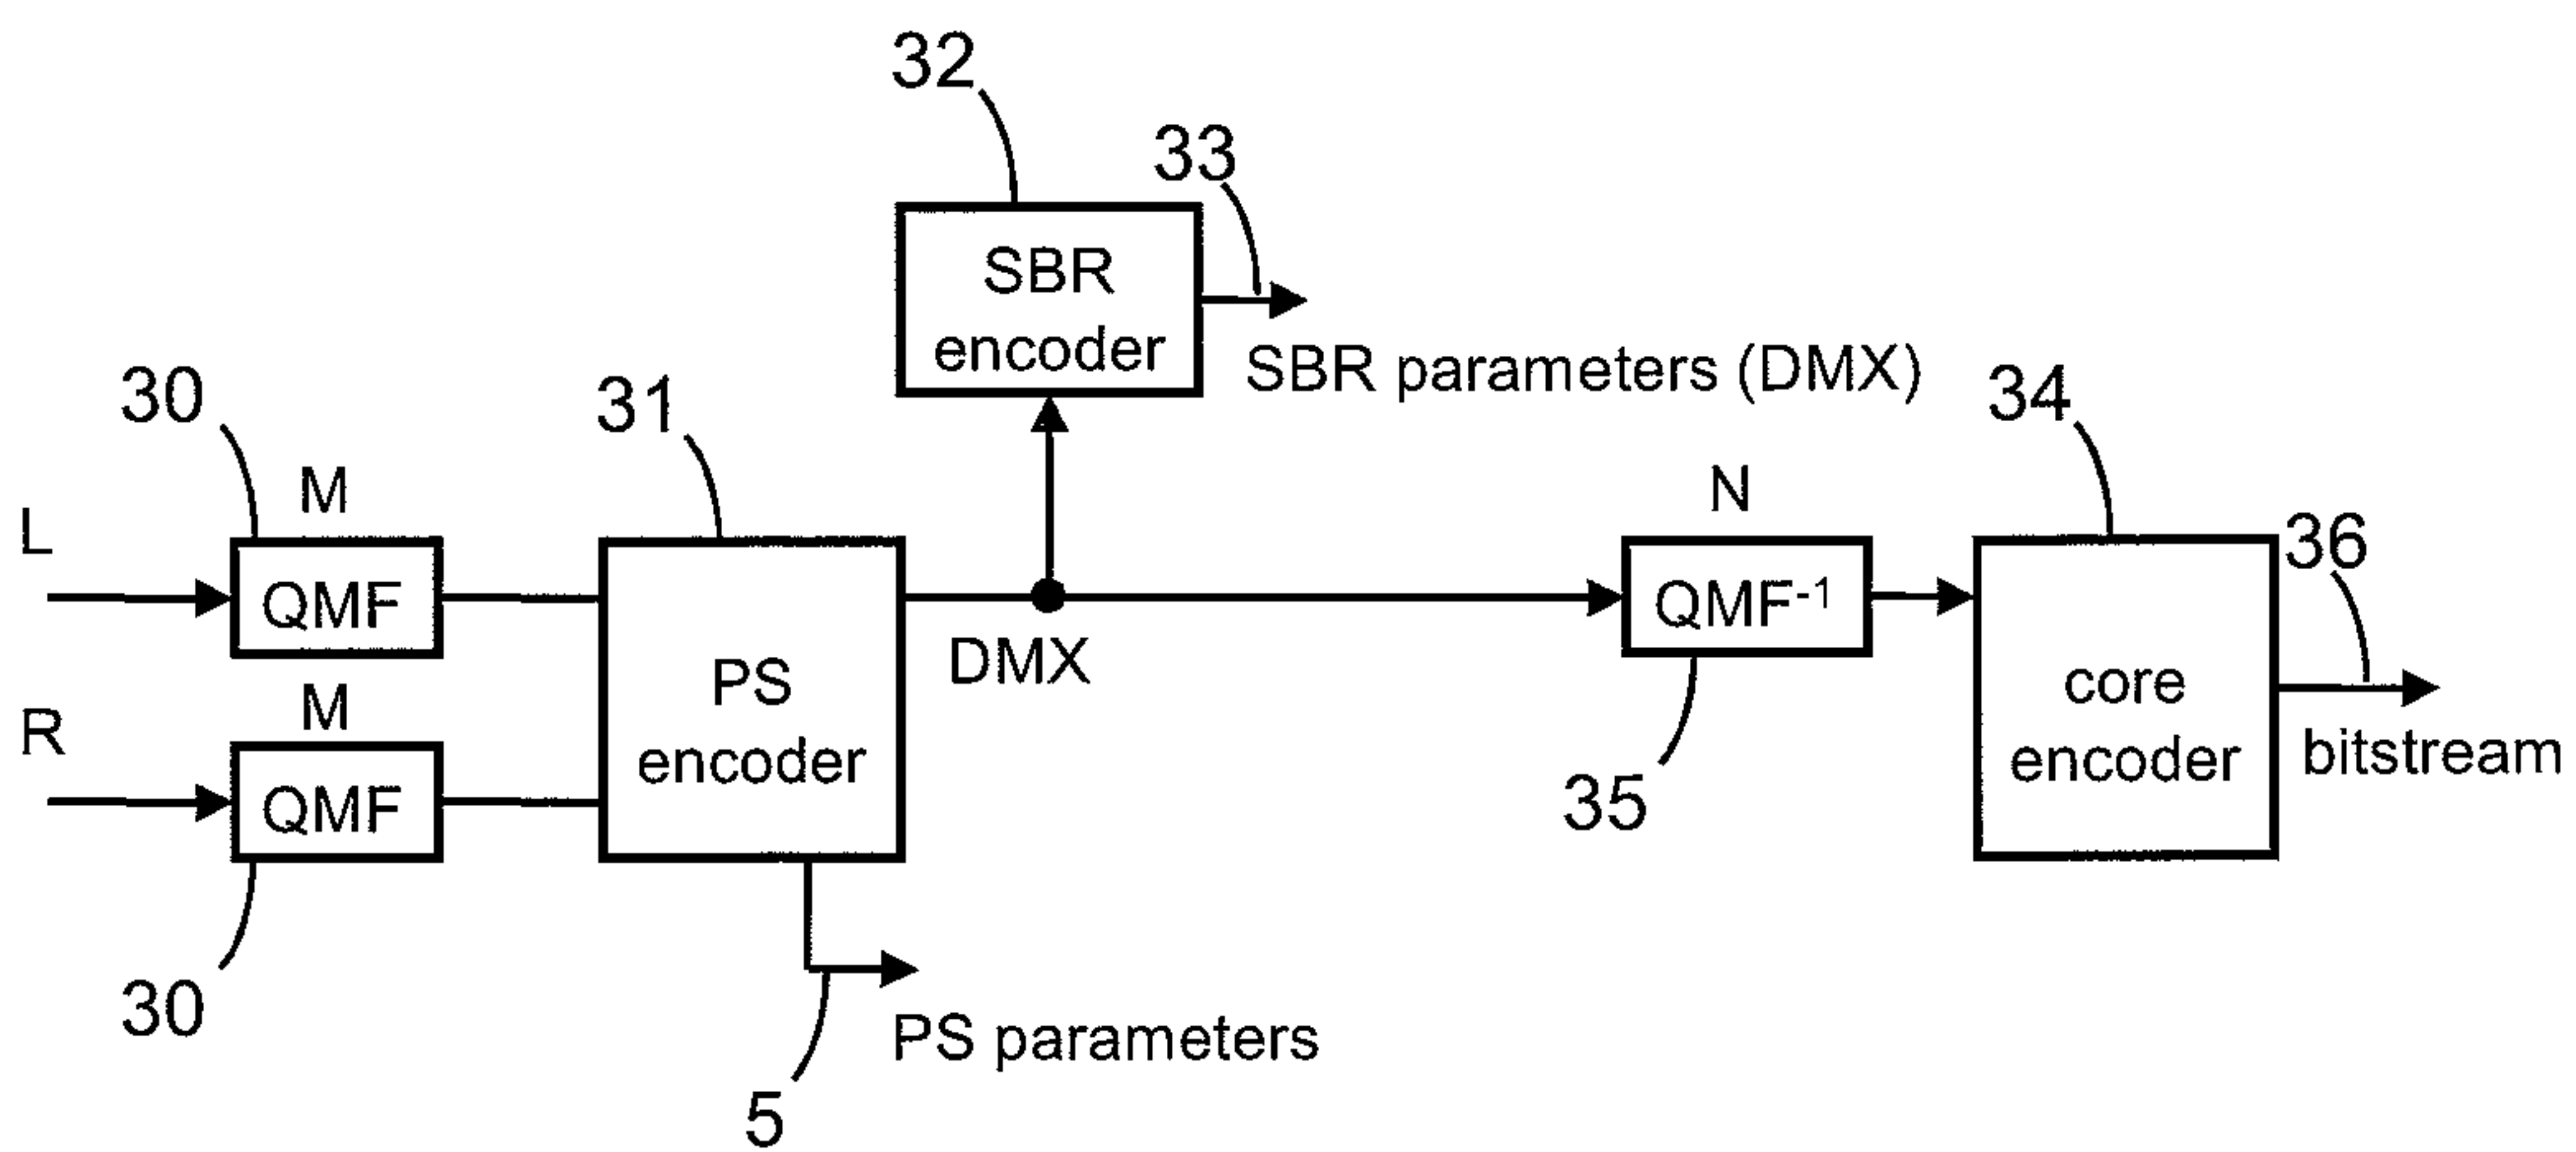 32
33
SBR
encoder
SBR parameters (DMX)
30
31
34
M
N
L
36
QMF
QMF⁻¹
DMX
PS
encoder
core
encoder
M
R
QMF
bitstream
35
30
PS parameters
5